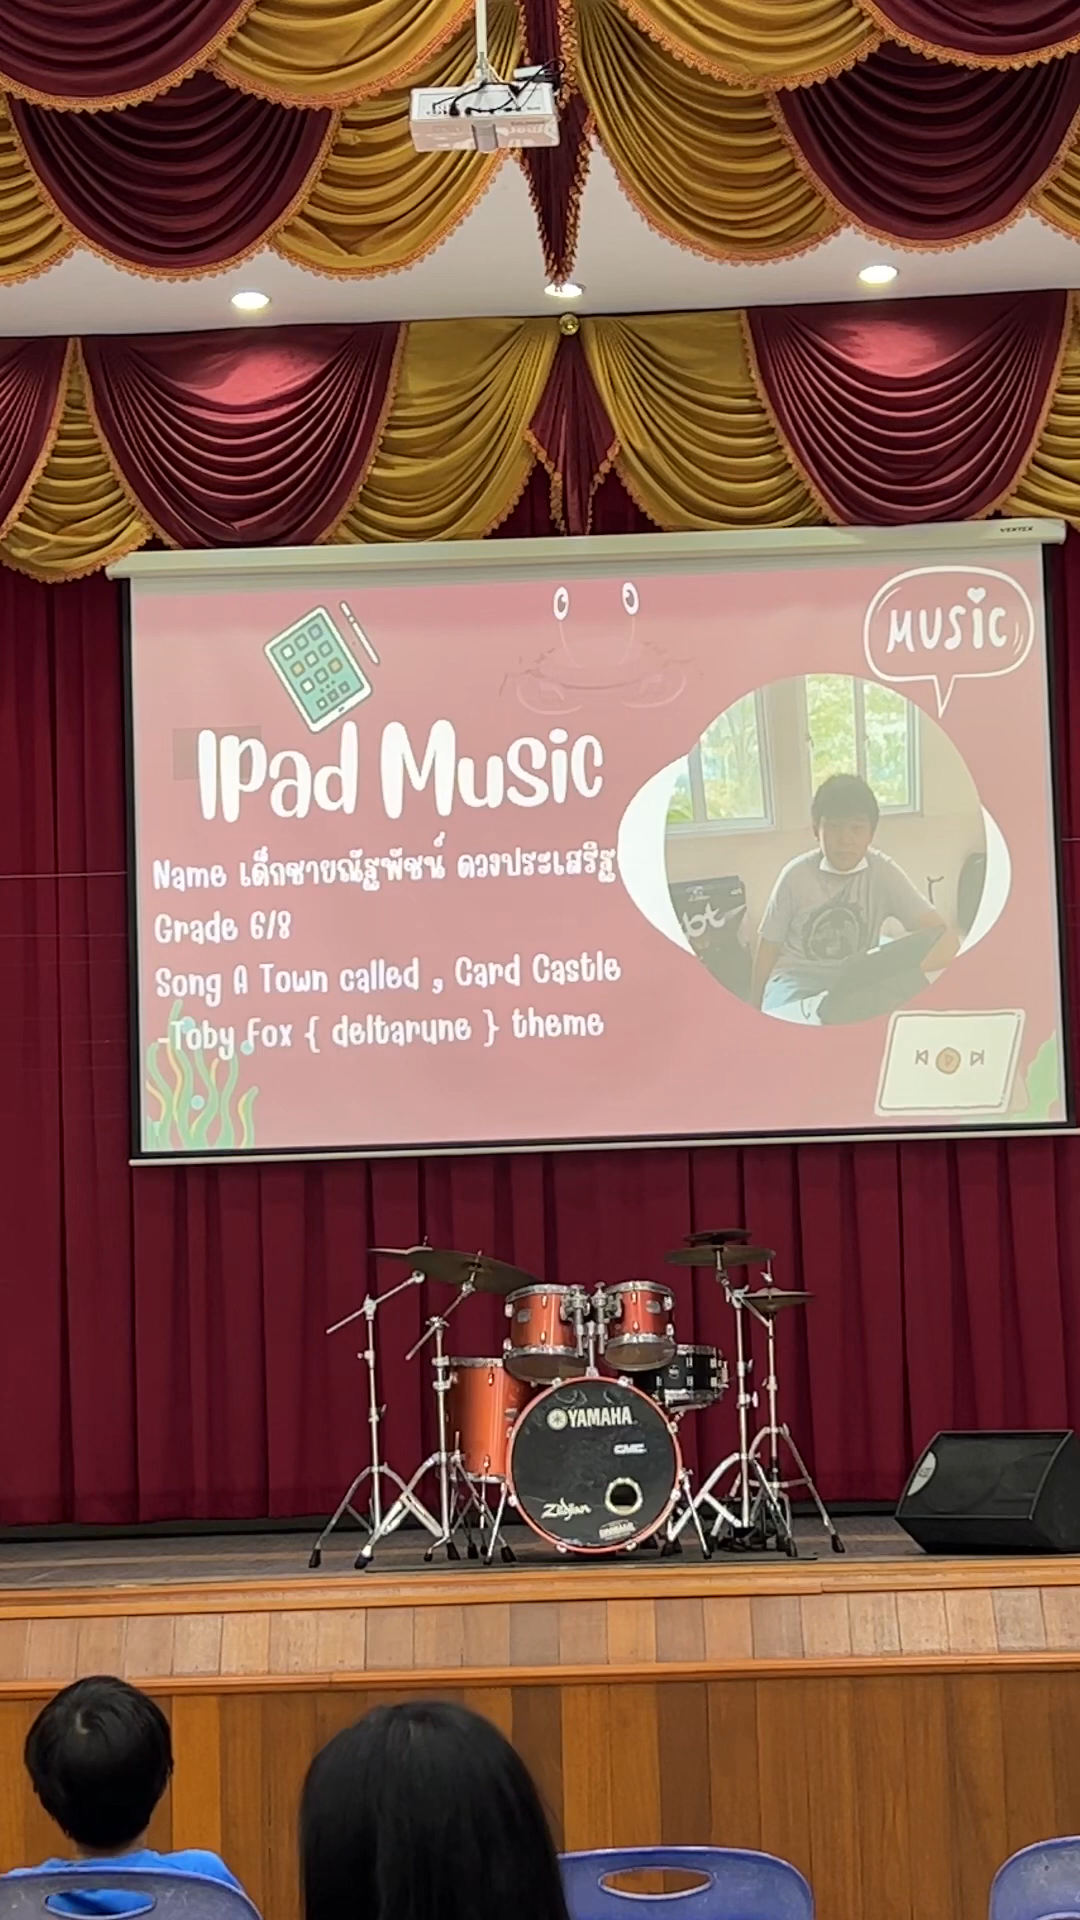 VERTEX
MUSIC
IPad Music
Name เด็กชายณัฐพัชน์ ดวงประเสริฐ
Grade 6/8
Song A Town called , Card Castle
-Toby Fox { deltarune } theme
YAMAHA
Zildjian